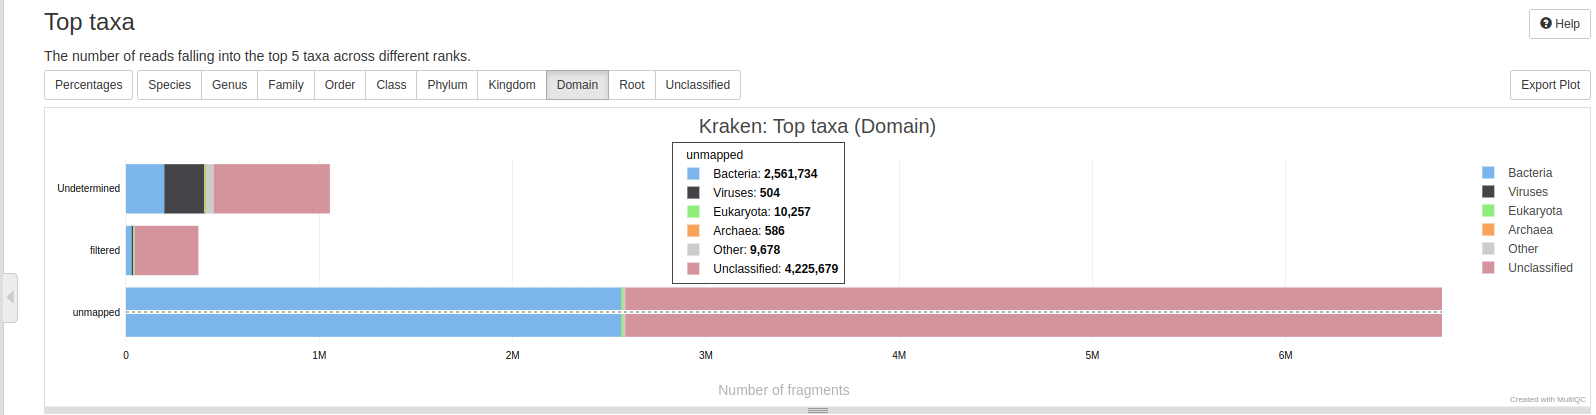 Top taxa
Help
The number of reads falling into the top 5 taxa across different ranks.
Percentages Species Genus Family Order Class Phylum Kingdom Domain Root Unclassified Export Plot
Kraken: Top taxa (Domain)
unmapped
Bacteria: 2,561,734
Viruses: 504
Eukaryota: 10,257
Archaea: 586
Other: 9,678
Unclassified: 4,225,679
Undetermined
filtered
unmapped
Bacteria
Viruses
Eukaryota
Archaea
Other
Unclassified
0 1M 2M 3M 4M 5M 6M
Number of fragments
Created with MultiQC